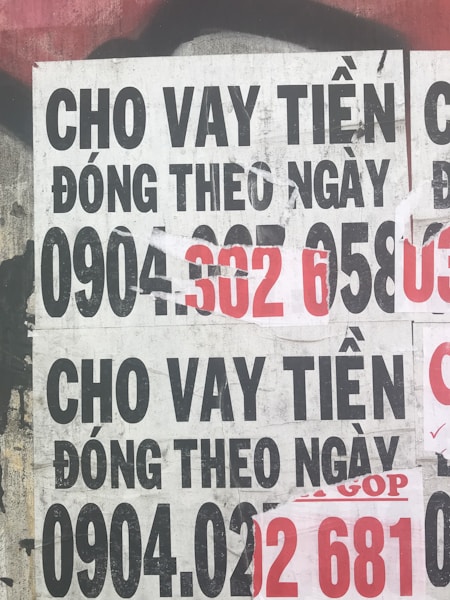 CHO VAY TIỀN
ĐÓNG THEO NGÀY
0904. 302 6 058
CHO VAY TIỀN
ĐÓNG THEO NGÀY
GÓP
0904.02 02 681